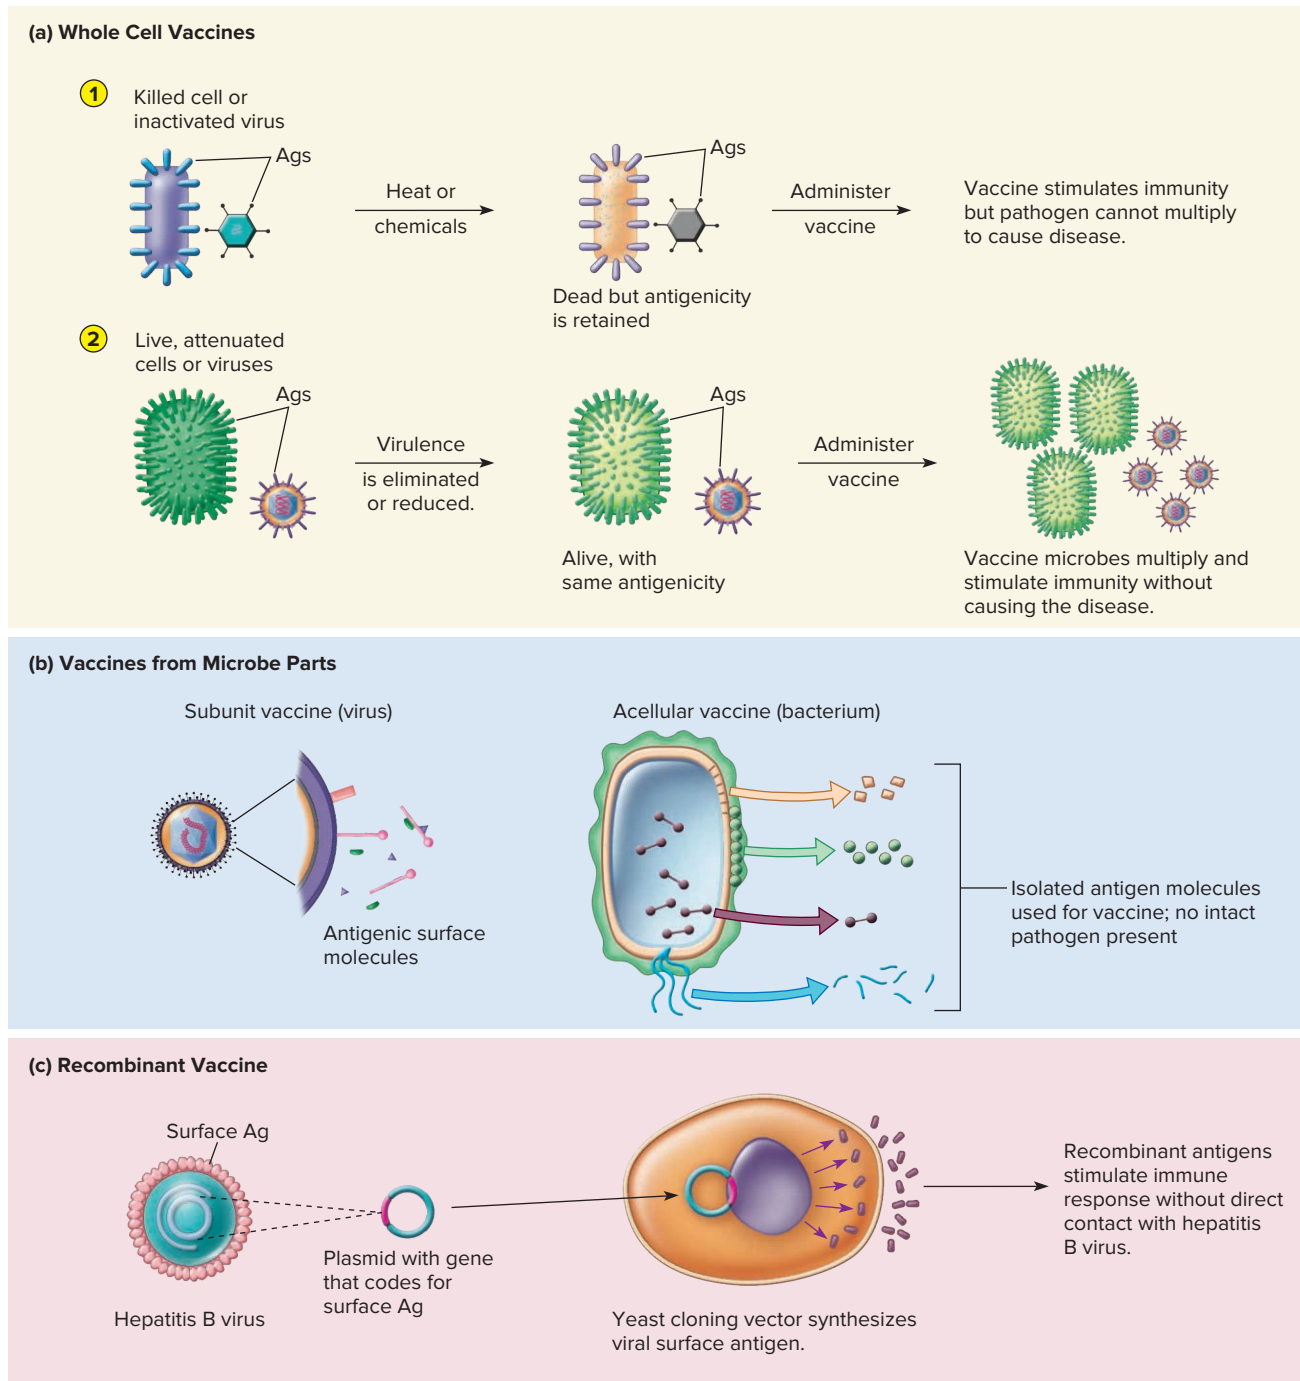 (a) Whole Cell Vaccines
1
Killed cell or
inactivated virus
Ags
Heat or
chemicals
Ags
Dead but antigenicity
is retained
Administer
vaccine
Vaccine stimulates immunity
but pathogen cannot multiply
to cause disease.
2
Live, attenuated
cells or viruses
Ags
Virulence
is eliminated
or reduced.
Ags
Alive, with
same antigenicity
Administer
vaccine
Vaccine microbes multiply and
stimulate immunity without
causing the disease.
(b) Vaccines from Microbe Parts
Subunit vaccine (virus)
Antigenic surface
molecules
Acellular vaccine (bacterium)
Isolated antigen molecules
used for vaccine; no intact
pathogen present
(c) Recombinant Vaccine
Surface Ag
Hepatitis B virus
Plasmid with gene
that codes for
surface Ag
Yeast cloning vector synthesizes
viral surface antigen.
Recombinant antigens
stimulate immune
response without direct
contact with hepatitis
B virus.